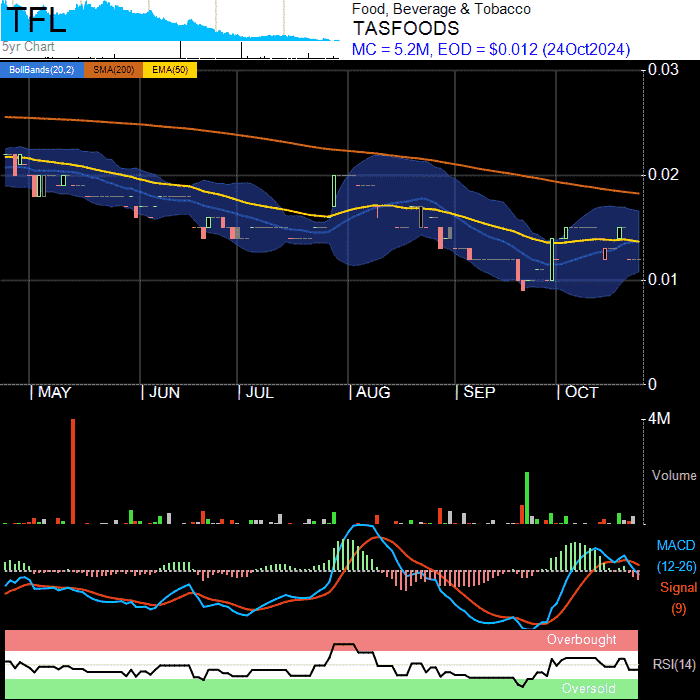 TFL
5yr Chart
Food, Beverage & Tobacco
TASFOODS
MC = 5.2M, EOD = $0.012 (24Oct2024)
BollBands(20,2) SMA(200) EMA(50)
0.03
0.02
0.01
0
MAY JUN JUL AUG SEP OCT
4M
Volume
MACD
(12-26)
Signal
(9)
Overbought
RSI(14)
Oversold